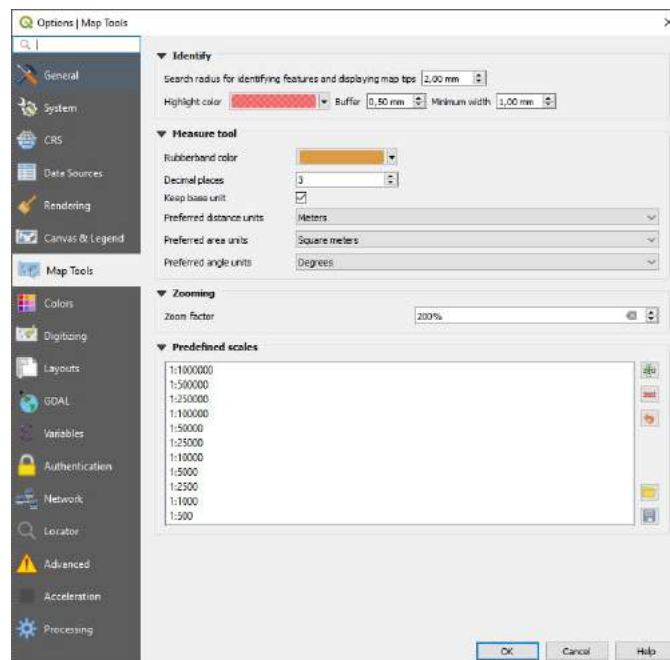 Options | Map Tools
General
System
CRS
Data Sources
Rendering
Canvas & Legend
Map Tools
Colors
Digitizing
Layouts
GDAL
Variables
Authentication
Network
Locator
Advanced
Acceleration
Processing
Identify
Search radius for identifying features and displaying map tips 2,00 mm
Highlight color Buffer 0,50 mm Minimum width 1,00 mm
Measure tool
Rubberband color
Decimal places 3
Keep base unit
Preferred distance units Meters
Preferred area units Square meters
Preferred angle units Degrees
Zooming
Zoom factor 200%
Predefined scales
1:1000000
1:500000
1:250000
1:100000
1:50000
1:25000
1:10000
1:5000
1:2500
1:1000
1:500
OK Cancel Help